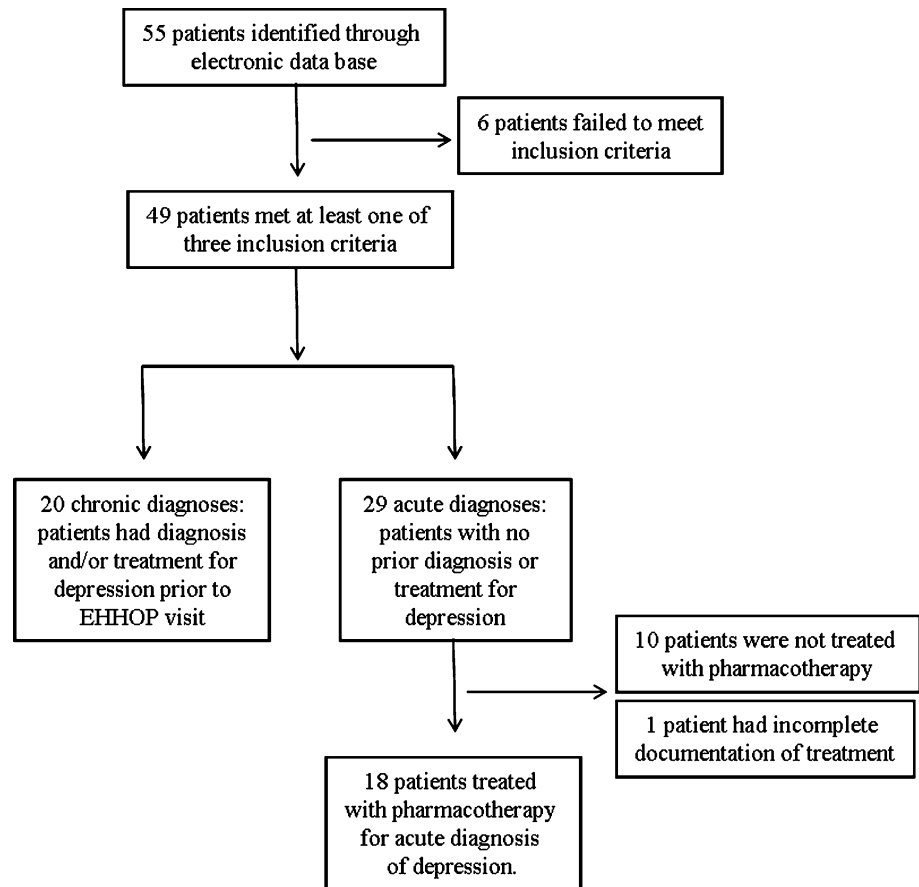 55 patients identified through
electronic data base
6 patients failed to meet
inclusion criteria
49 patients met at least one of
three inclusion criteria
20 chronic diagnoses:
patients had diagnosis
and/or treatment for
depression prior to
EHHOP visit
29 acute diagnoses:
patients with no
prior diagnosis or
treatment for
depression
10 patients were not treated
with pharmacotherapy
1 patient had incomplete
documentation of treatment
18 patients treated
with pharmacotherapy
for acute diagnosis
of depression.